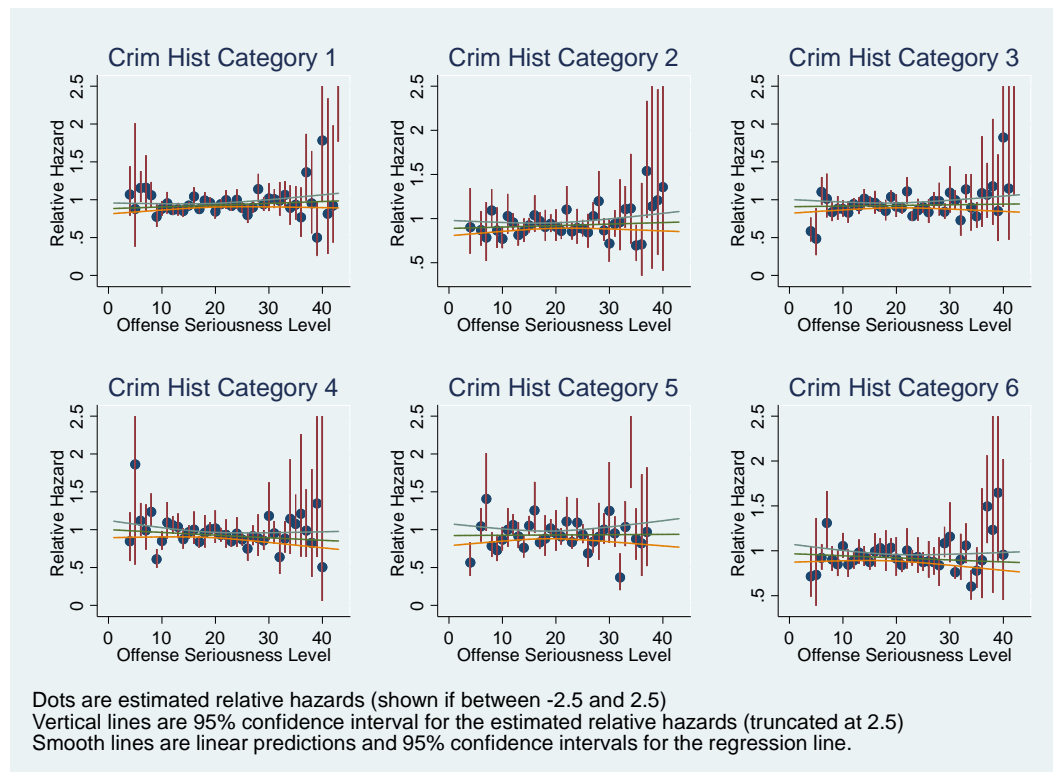 Crim Hist Category 1
Crim Hist Category 2
Crim Hist Category 3
Relative Hazard
0 .5 1 1.5 2 2.5
0 10 20 30 40
Offense Seriousness Level
Relative Hazard
.5 1 1.5 2 2.5
0 10 20 30 40
Offense Seriousness Level
Relative Hazard
0 .5 1 1.5 2 2.5
0 10 20 30 40
Offense Seriousness Level
Crim Hist Category 4
Crim Hist Category 5
Crim Hist Category 6
Relative Hazard
0 .5 1 1.5 2 2.5
0 10 20 30 40
Offense Seriousness Level
Relative Hazard
0 .5 1 1.5 2 2.5
0 10 20 30 40
Offense Seriousness Level
Relative Hazard
.5 1 1.5 2 2.5
0 10 20 30 40
Offense Seriousness Level
Dots are estimated relative hazards (shown if between -2.5 and 2.5)
Vertical lines are 95% confidence interval for the estimated relative hazards (truncated at 2.5)
Smooth lines are linear predictions and 95% confidence intervals for the regression line.